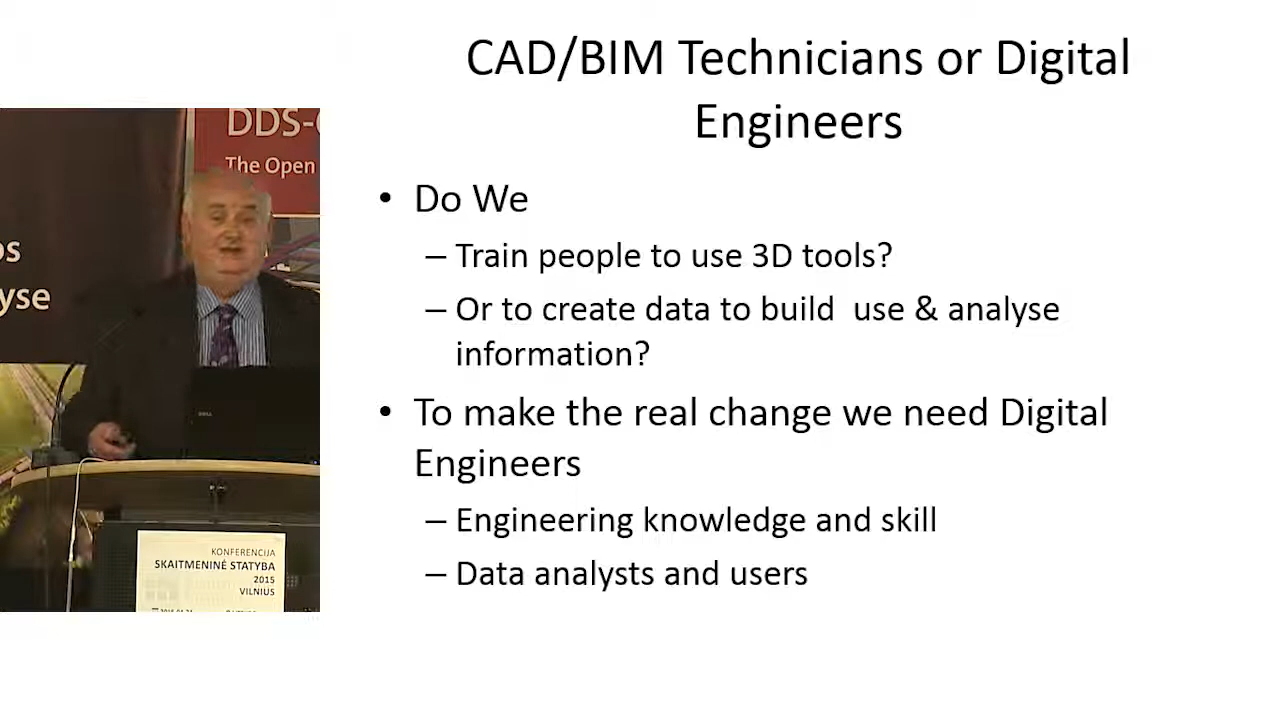 CAD/BIM Technicians or Digital
Engineers
• Do We
– Train people to use 3D tools?
– Or to create data to build use & analyse
information?
• To make the real change we need Digital
Engineers
– Engineering knowledge and skill
– Data analysts and users
DDS-
The Open
os
yse
DELL
KONFERENCIJA
SKAITMENINĖ STATYBA
2015
VILNIUS